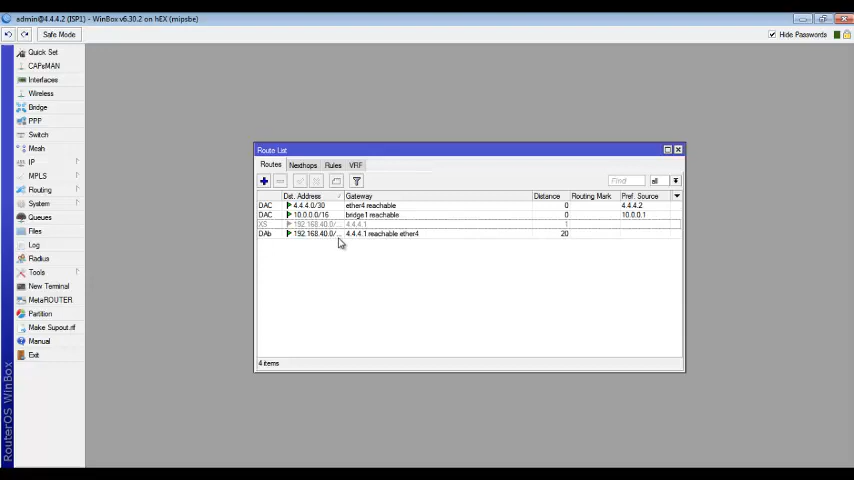 admin@4.4.4.2 (ISP1) - WinBox v6.30.2 on hEX (mipsbe)
Safe Mode
Hide Passwords
Quick Set
CAPsMAN
Interfaces
Wireless
Bridge
PPP
Switch
Mesh
IP
MPLS
Routing
System
Queues
Files
Log
Radius
Tools
New Terminal
MetaROUTER
Partition
Make Supout.rif
Manual
Exit
RouterOS WinBox
Route List
Routes Nexthops Rules VRF
Find all
Dst. Address Gateway Distance Routing Mark Pref. Source
DAC 4.4.4.0/30 ether4 reachable 0 4.4.4.2
DAC 10.0.0.0/16 bridge1 reachable 0 10.0.0.1
XS 192.168.40.0/... 4.4.4.1 1
DAb 192.168.40.0/... 4.4.4.1 reachable ether4 20
4 items